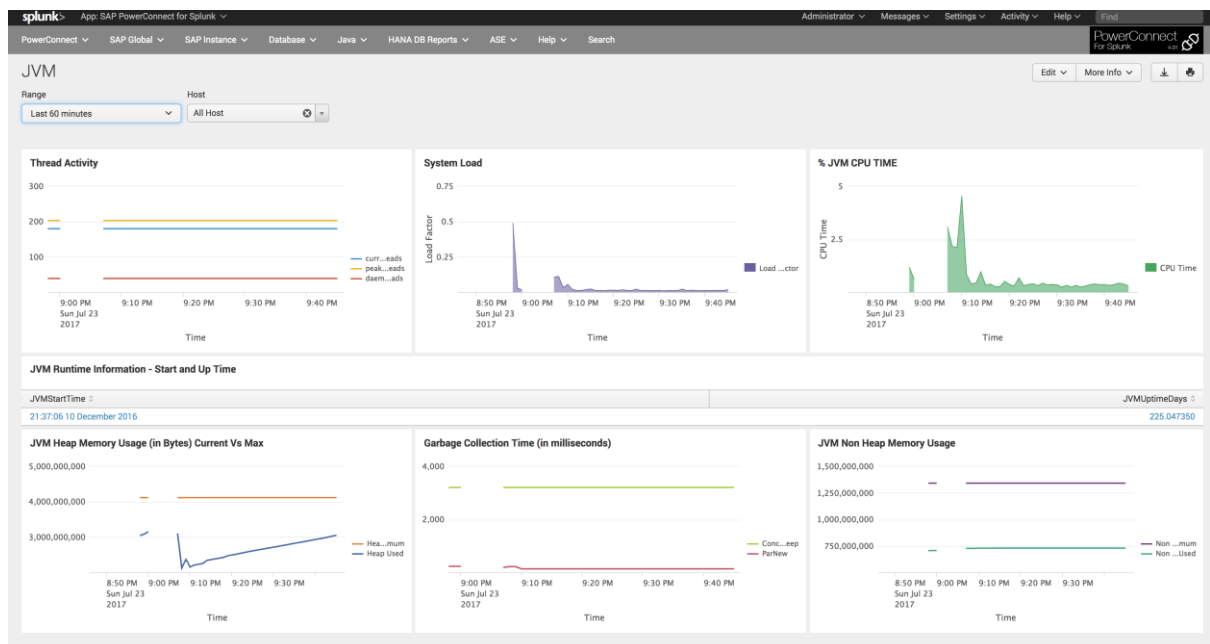 splunk> App: SAP PowerConnect for Splunk Administrator Messages Settings Activity Help Find
PowerConnect SAP Global SAP Instance Database Java HANA DB Reports ASE Help Search PowerConnect
For Splunk 4.01
JVM
Edit More Info
Range Host
Last 60 minutes All Host
Thread Activity
300
200
100
curr...eads
peak...eads
daem...ads
9:00 PM 9:10 PM 9:20 PM 9:30 PM 9:40 PM
Sun Jul 23
2017
Time
System Load
0.75
0.5
0.25
Load Factor
Load ...ctor
8:50 PM 9:00 PM 9:10 PM 9:20 PM 9:30 PM 9:40 PM
Sun Jul 23
2017
Time
% JVM CPU TIME
5
2.5
CPU Time
CPU Time
8:50 PM 9:00 PM 9:10 PM 9:20 PM 9:30 PM 9:40 PM
Sun Jul 23
2017
Time
JVM Runtime Information - Start and Up Time
JVMStartTime JVMUptimeDays
21:37:06 10 December 2016 225.047350
JVM Heap Memory Usage (in Bytes) Current Vs Max
5,000,000,000
4,000,000,000
3,000,000,000
Hea...mum
Heap Used
8:50 PM 9:00 PM 9:10 PM 9:20 PM 9:30 PM
Sun Jul 23
2017
Time
Garbage Collection Time (in milliseconds)
4,000
2,000
Conc...eep
ParNew
9:00 PM 9:10 PM 9:20 PM 9:30 PM 9:40 PM
Sun Jul 23
2017
Time
JVM Non Heap Memory Usage
1,500,000,000
1,250,000,000
1,000,000,000
750,000,000
Non ...mum
Non ...Used
8:50 PM 9:00 PM 9:10 PM 9:20 PM 9:30 PM
Sun Jul 23
2017
Time